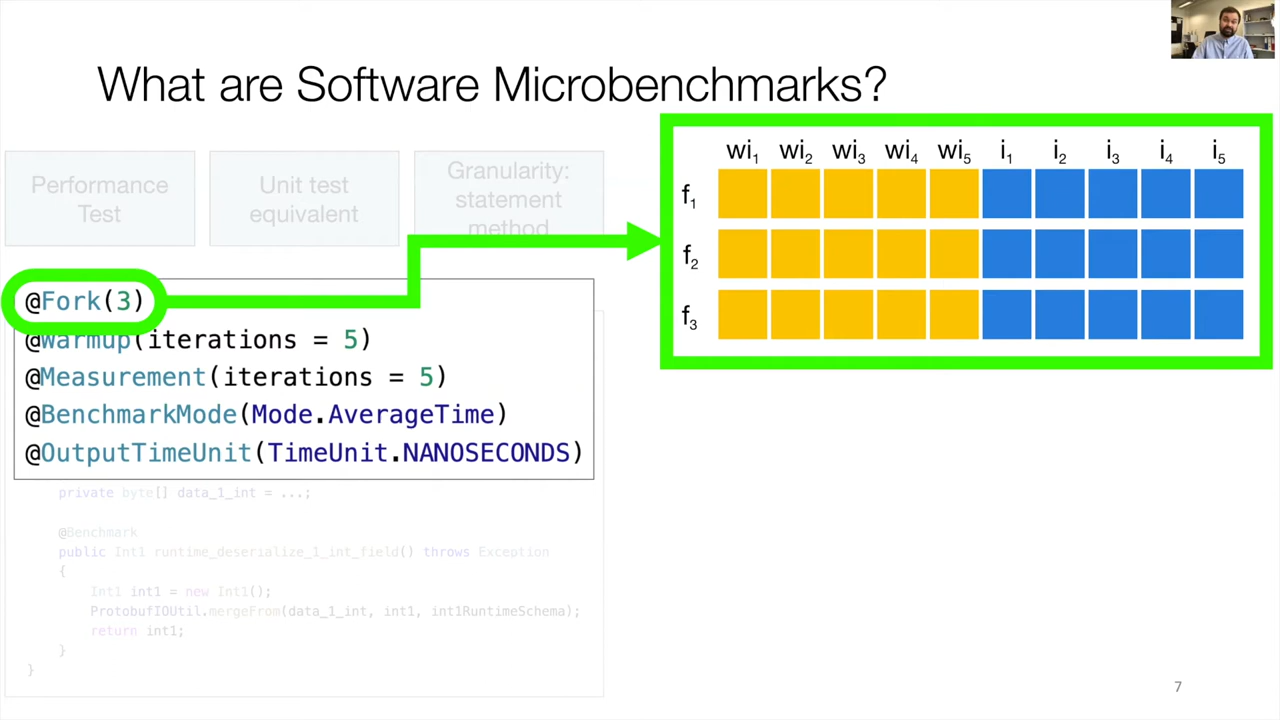 What are Software Microbenchmarks?
Performance
Test
Unit test
equivalent
Granularity:
statement
method
@Fork(3)
@Warmup(iterations = 5)
@Measurement(iterations = 5)
@BenchmarkMode(Mode.AverageTime)
@OutputTimeUnit(TimeUnit.NANOSECONDS)
private byte[] data_1_int = ...;
@Benchmark
public Int1 runtime_deserialize_1_int_field() throws Exception
{
Int1 int1 = new Int1();
ProtobufIOUtil.mergeFrom(data_1_int, int1, int1RuntimeSchema);
return int1;
}
}
wi₁ wi₂ wi₃ wi₄ wi₅ i₁ i₂ i₃ i₄ i₅
f₁
f₂
f₃
7